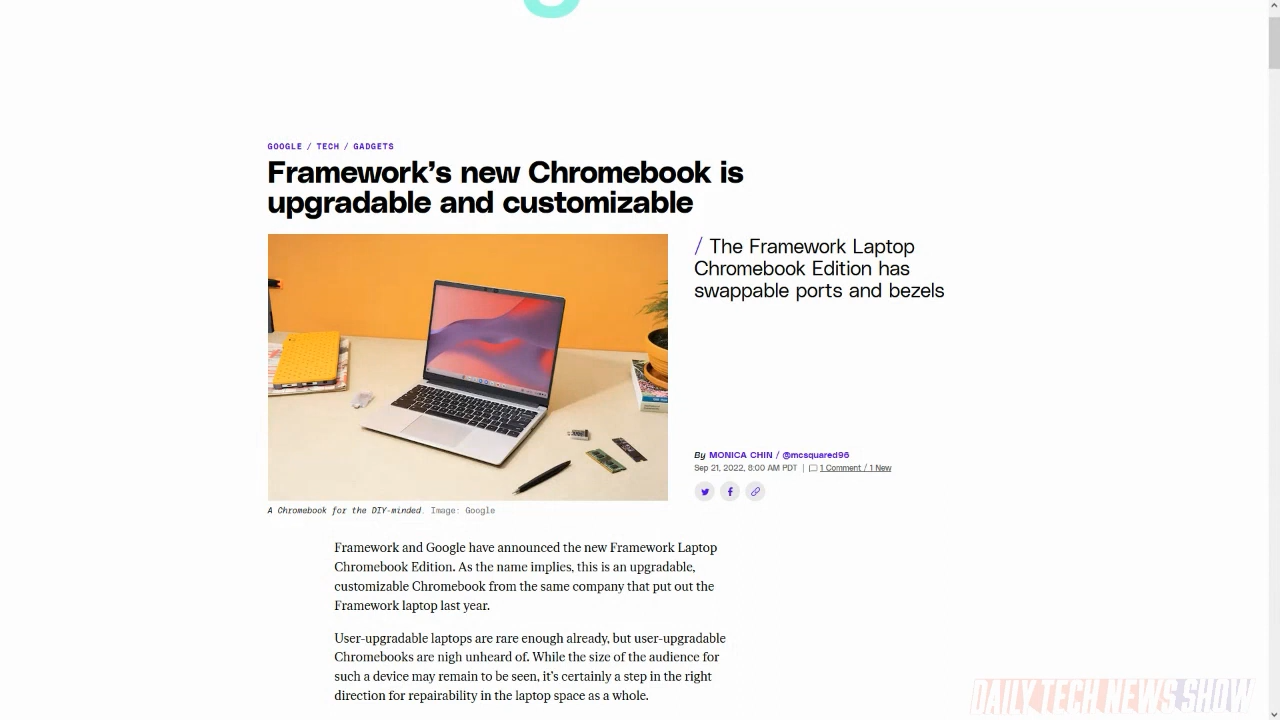 GOOGLE / TECH / GADGETS
Framework’s new Chromebook is
upgradable and customizable
/ The Framework Laptop
Chromebook Edition has
swappable ports and bezels
By MONICA CHIN / @mcsquared96
Sep 21, 2022, 8:00 AM PDT | 1 Comment / 1 New
A Chromebook for the DIY-minded. Image: Google
Framework and Google have announced the new Framework Laptop
Chromebook Edition. As the name implies, this is an upgradable,
customizable Chromebook from the same company that put out the
Framework laptop last year.
User-upgradable laptops are rare enough already, but user-upgradable
Chromebooks are nigh unheard of. While the size of the audience for
such a device may remain to be seen, it’s certainly a step in the right
direction for repairability in the laptop space as a whole.
DAILY TECH NEWS SHOW